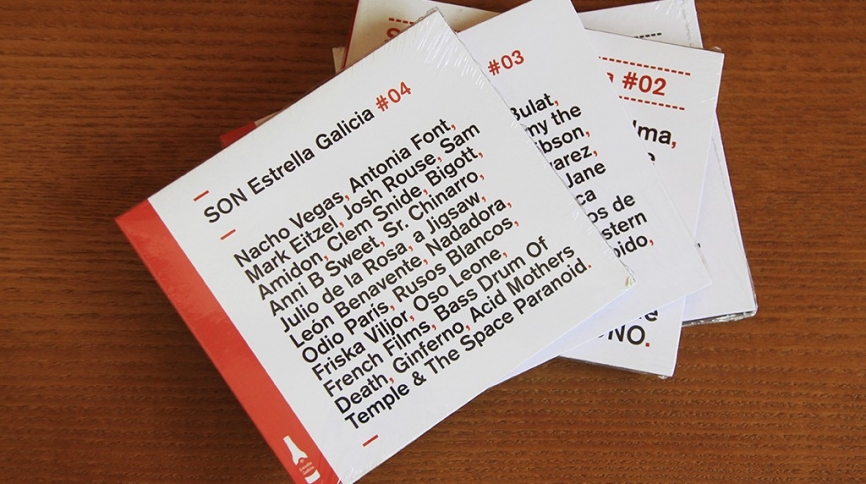 SON Estrella Galicia #04
Nacho Vegas, Antonia Font,
Mark Eitzel, Josh Rouse, Sam
Amidon, Clem Snide, Bigott,
Anni B Sweet, Sr. Chinarro,
Julio de la Rosa, a Jigsaw,
León Benavente, Nadadora,
Odio Paris, Rusos Blancos,
Friska Viljor, Oso Leone,
French Films, Bass Drum Of
Death, Ginferno, Acid Mothers
Temple & The Space Paranoid.
#03
Bulat,
ny the
ibson,
arez,
Jane
ca
os de
stern
pido,
#02
lma,
NO.